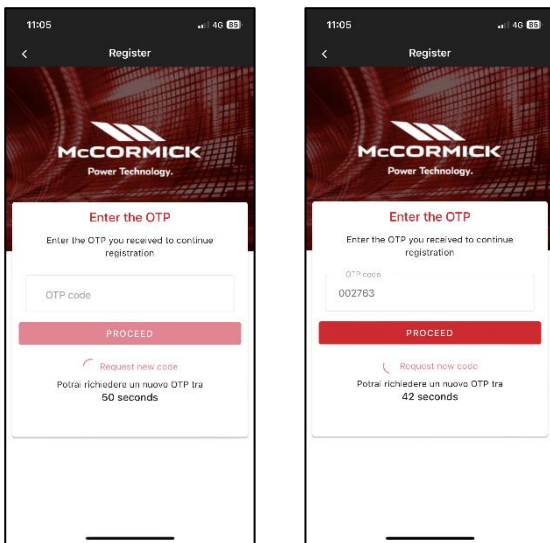 11:05
4G 85
Register
McCORMICK
Power Technology.
Enter the OTP
Enter the OTP you received to continue
registration
OTP code
PROCEED
Request new code
Potrai richiedere un nuovo OTP tra
50 seconds
11:05
4G 85
Register
McCORMICK
Power Technology.
Enter the OTP
Enter the OTP you received to continue
registration
OTP code
002763
PROCEED
Request new code
Potrai richiedere un nuovo OTP tra
42 seconds